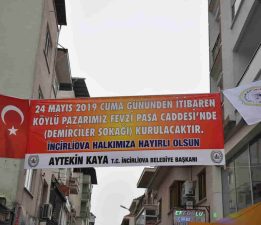 24 MAYIS 2019 CUMA GÜNÜNDEN İTİBAREN
KÖYLÜ PAZARIMIZ FEVZİ PAŞA CADDESİ'NDE
(DEMİRCİLER SOKAĞI) KURULACAKTIR.
İNCİRLİOVA HALKIMIZA HAYIRLI OLSUN
AYTEKİN KAYA T.C. İNCİRLİOVA BELEDİYE BAŞKANI